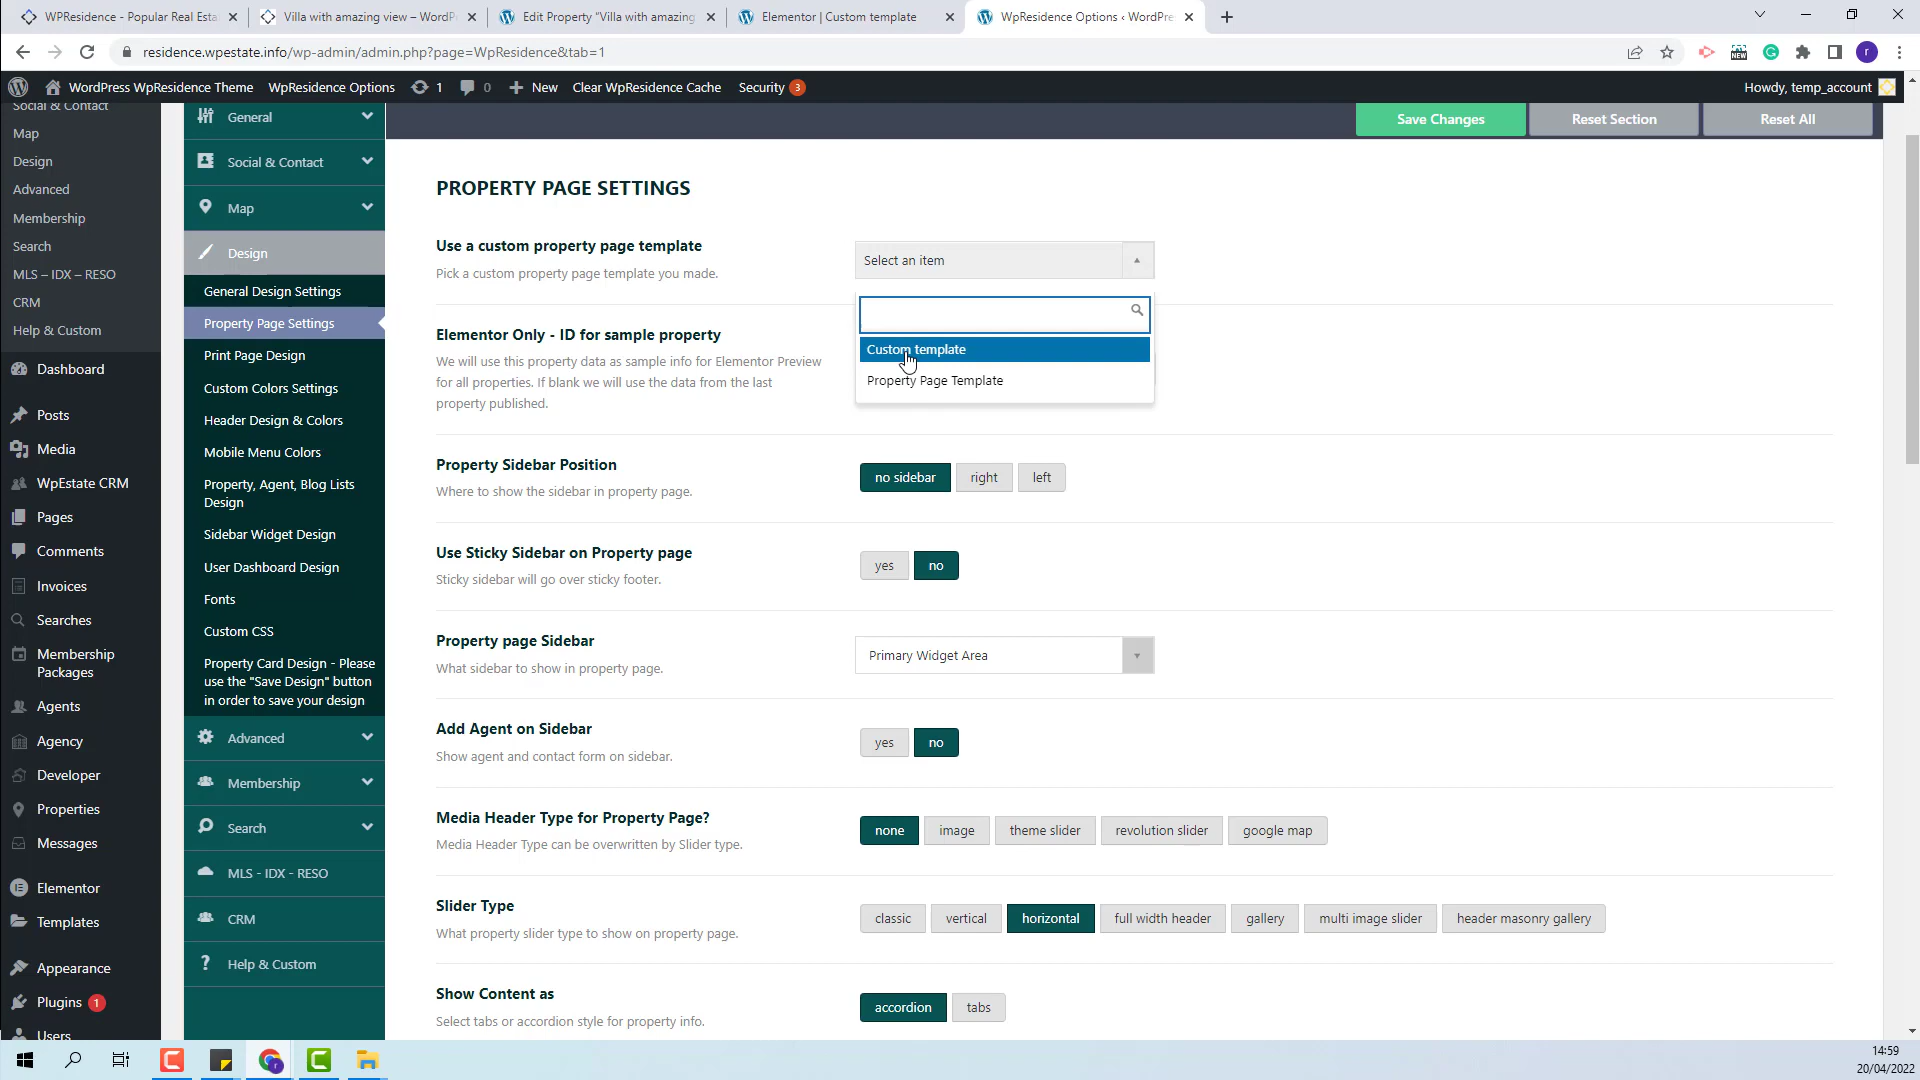 WPResidence - Popular Real Esta
Villa with amazing view – WordP
Edit Property "Villa with amazing
Elementor | Custom template
WpResidence Options ‹ WordPre
residence.wpestate.info/wp-admin/admin.php?page=WpResidence&tab=1
NEW
r
WordPress WpResidence Theme
WpResidence Options
1
0
New
Clear WpResidence Cache
Security 3
Howdy, temp_account
Social & Contact
Map
Design
Advanced
Membership
Search
MLS – IDX – RESO
CRM
Help & Custom
Dashboard
Posts
Media
WpEstate CRM
Pages
Comments
Invoices
Searches
Membership
Packages
Agents
Agency
Developer
Properties
Messages
Elementor
Templates
Appearance
Plugins 1
Users
General
Social & Contact
Map
Design
General Design Settings
Property Page Settings
Print Page Design
Custom Colors Settings
Header Design & Colors
Mobile Menu Colors
Property, Agent, Blog Lists
Design
Sidebar Widget Design
User Dashboard Design
Fonts
Custom CSS
Property Card Design - Please
use the "Save Design" button
in order to save your design
Advanced
Membership
Search
MLS - IDX - RESO
CRM
Help & Custom
Save Changes
Reset Section
Reset All
PROPERTY PAGE SETTINGS
Use a custom property page template
Pick a custom property page template you made.
Select an item
Custom template
Property Page Template
Elementor Only - ID for sample property
We will use this property data as sample info for Elementor Preview
for all properties. If blank we will use the data from the last
property published.
Property Sidebar Position
Where to show the sidebar in property page.
no sidebar
right
left
Use Sticky Sidebar on Property page
Sticky sidebar will go over sticky footer.
yes
no
Property page Sidebar
What sidebar to show in property page.
Primary Widget Area
Add Agent on Sidebar
Show agent and contact form on sidebar.
yes
no
Media Header Type for Property Page?
Media Header Type can be overwritten by Slider type.
none
image
theme slider
revolution slider
google map
Slider Type
What property slider type to show on property page.
classic
vertical
horizontal
full width header
gallery
multi image slider
header masonry gallery
Show Content as
Select tabs or accordion style for property info.
accordion
tabs
14:59
20/04/2022